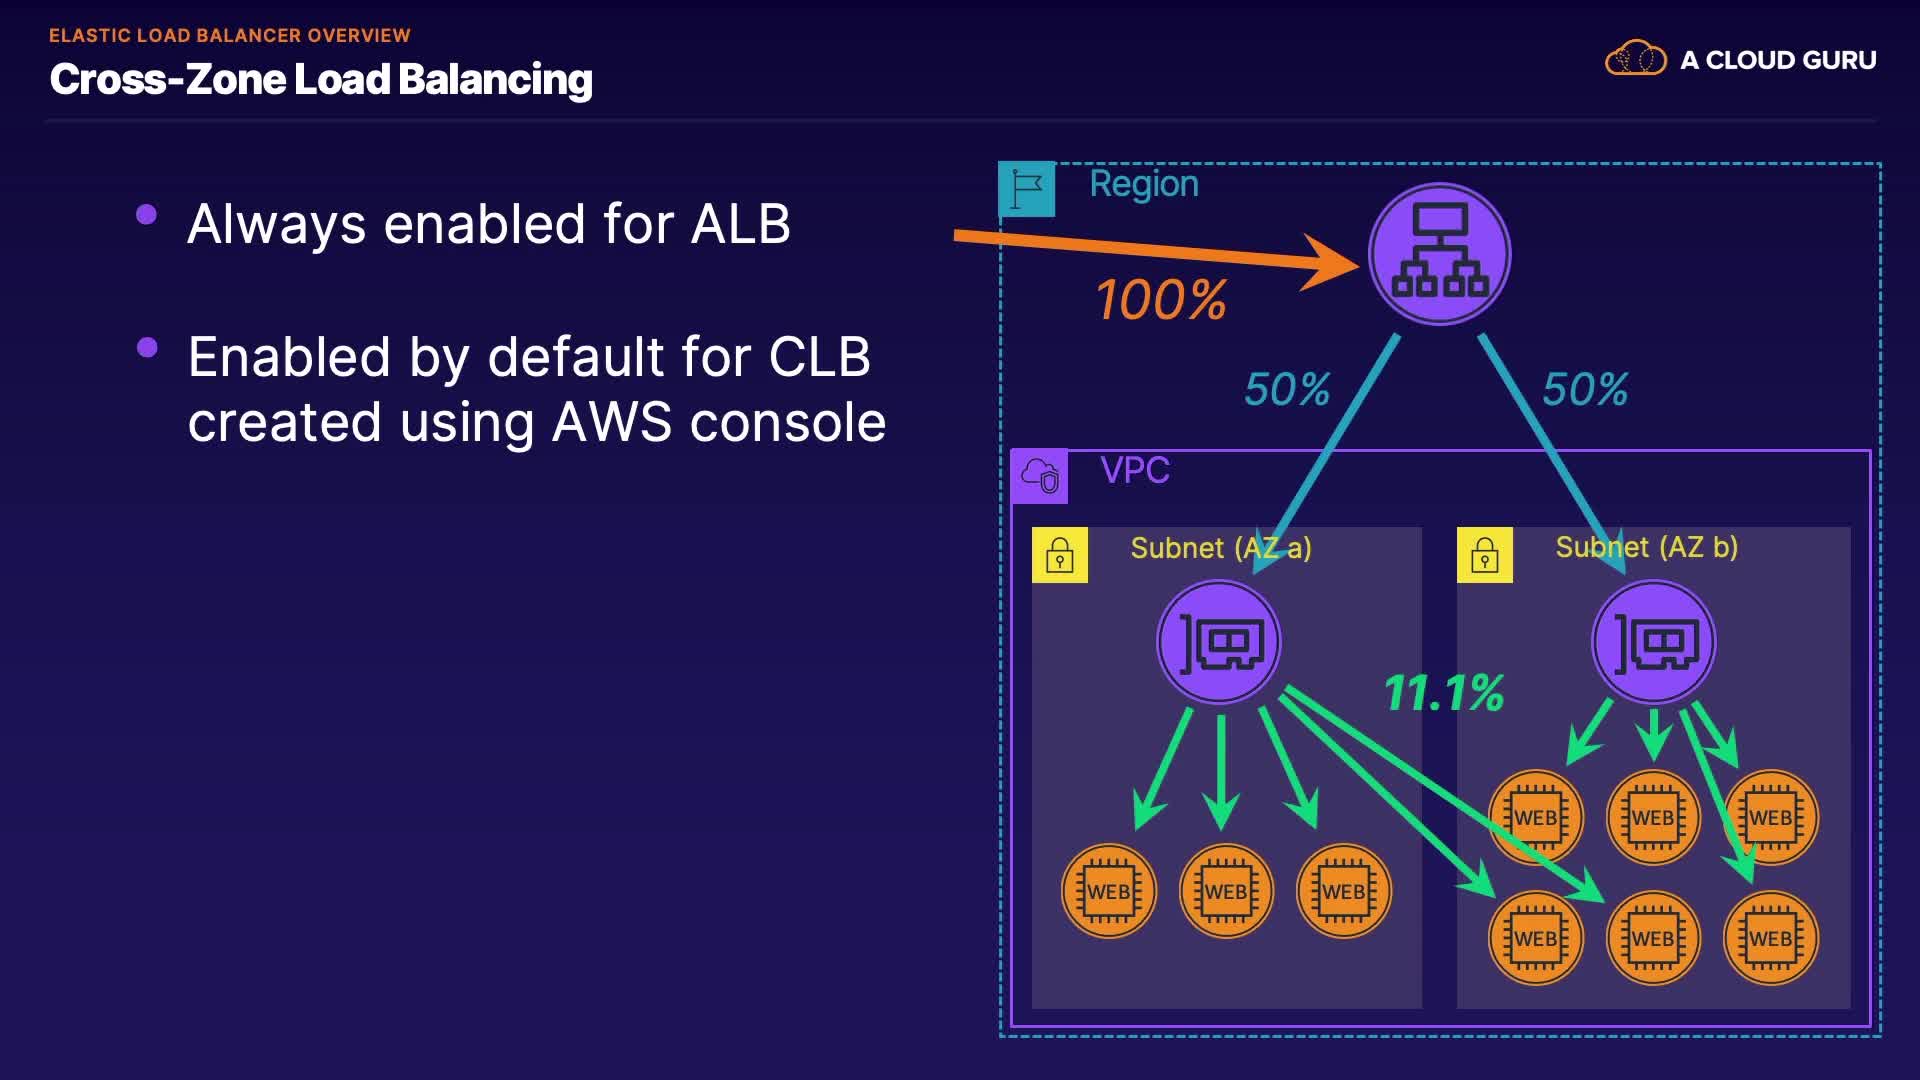 ELASTIC LOAD BALANCER OVERVIEW
Cross-Zone Load Balancing
A CLOUD GURU
Always enabled for ALB
Enabled by default for CLB
created using AWS console
Region
100%
50%
50%
VPC
Subnet (AZ a)
Subnet (AZ b)
11.1%
WEB WEB WEB
WEB WEB WEB
WEB WEB WEB